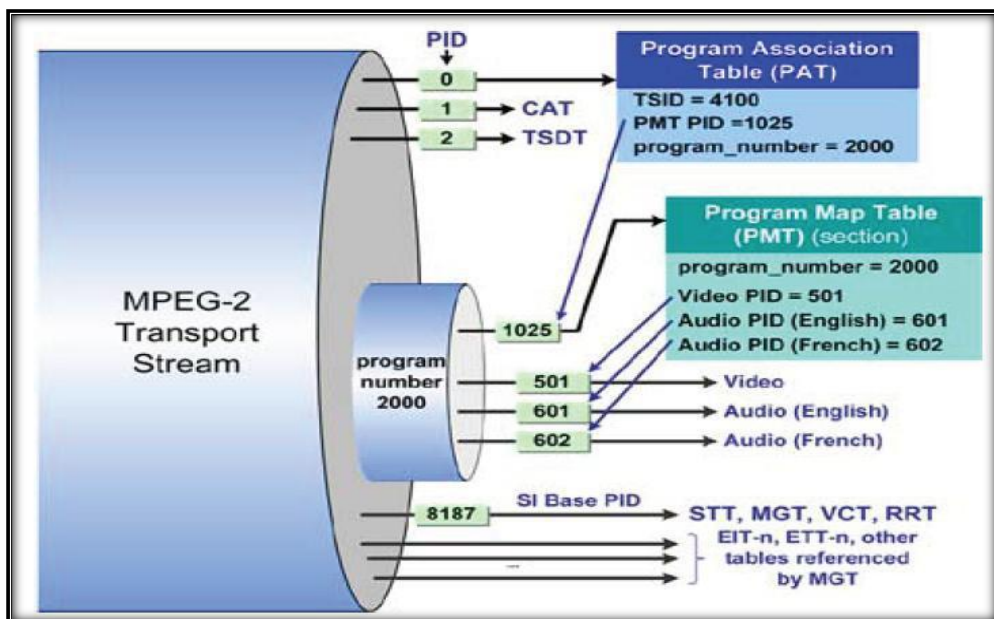 PID
0
1
CAT
2
TSDT
Program Association
Table (PAT)
TSID = 4100
PMT PID =1025
program_number = 2000
Program Map Table
(PMT) (section)
program_number = 2000
Video PID = 501
Audio PID (English) = 601
Audio PID (French) = 602
MPEG-2
Transport
Stream
program
number
2000
1025
501
Video
601
Audio (English)
602
Audio (French)
SI Base PID
8187
STT, MGT, VCT, RRT
EIT-n, ETT-n, other
tables referenced
by MGT
...